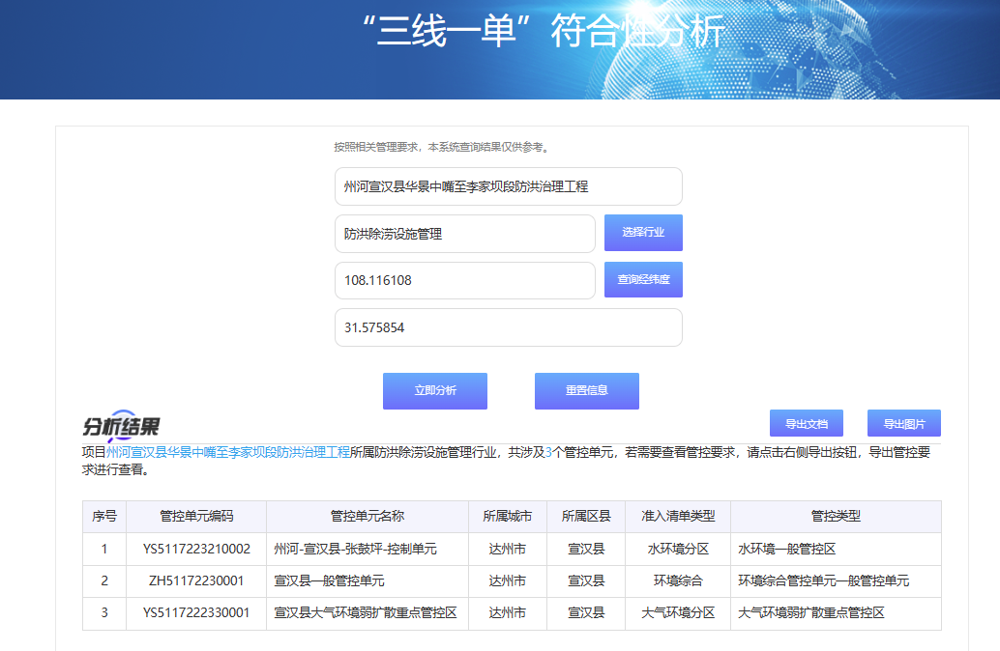 “三线一单”符合性分析
按照相关管理要求，本系统查询结果仅供参考。
州河宣汉县华景中嘴至李家坝段防洪治理工程
防洪除涝设施管理 选择行业
108.116108 查询经纬度
31.575854
立即分析 重置信息
分析结果 导出文档 导出图片
项目州河宣汉县华景中嘴至李家坝段防洪治理工程所属防洪除涝设施管理行业，共涉及3个管控单元，若需要查看管控要求，请点击右侧导出按钮，导出管控要
求进行查看。
序号 管控单元编码 管控单元名称 所属城市 所属区县 准入清单类型 管控类型
1 YS5117223210002 州河-宣汉县-张鼓坪-控制单元 达州市 宣汉县 水环境分区 水环境一般管控区
2 ZH51172230001 宣汉县一般管控单元 达州市 宣汉县 环境综合 环境综合管控单元一般管控单元
3 YS5117222330001 宣汉县大气环境弱扩散重点管控区 达州市 宣汉县 大气环境分区 大气环境弱扩散重点管控区